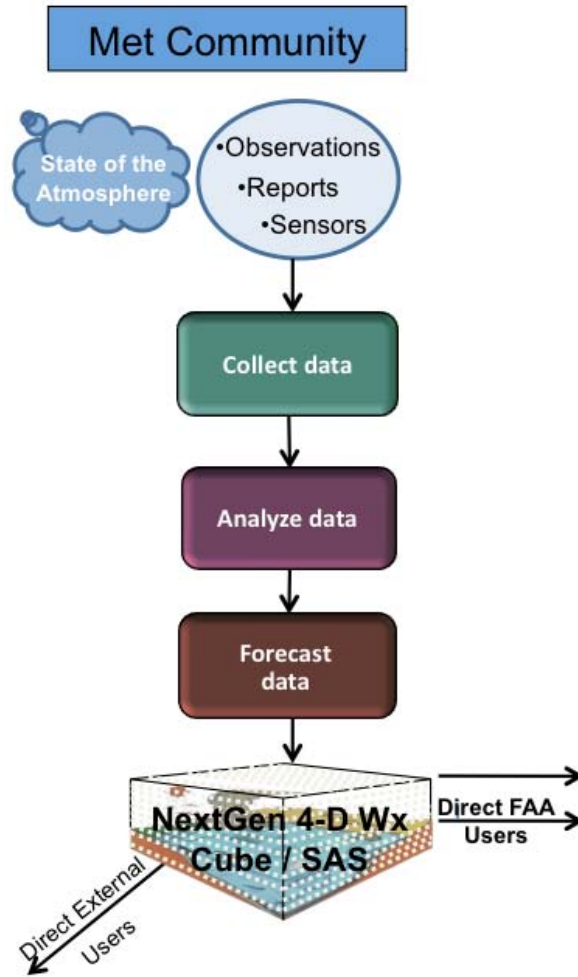 Met Community
State of the
Atmosphere
•Observations
•Reports
•Sensors
Collect data
Analyze data
Forecast
data
NextGen 4-D Wx
Cube / SAS
Direct FAA
Users
Direct External
Users